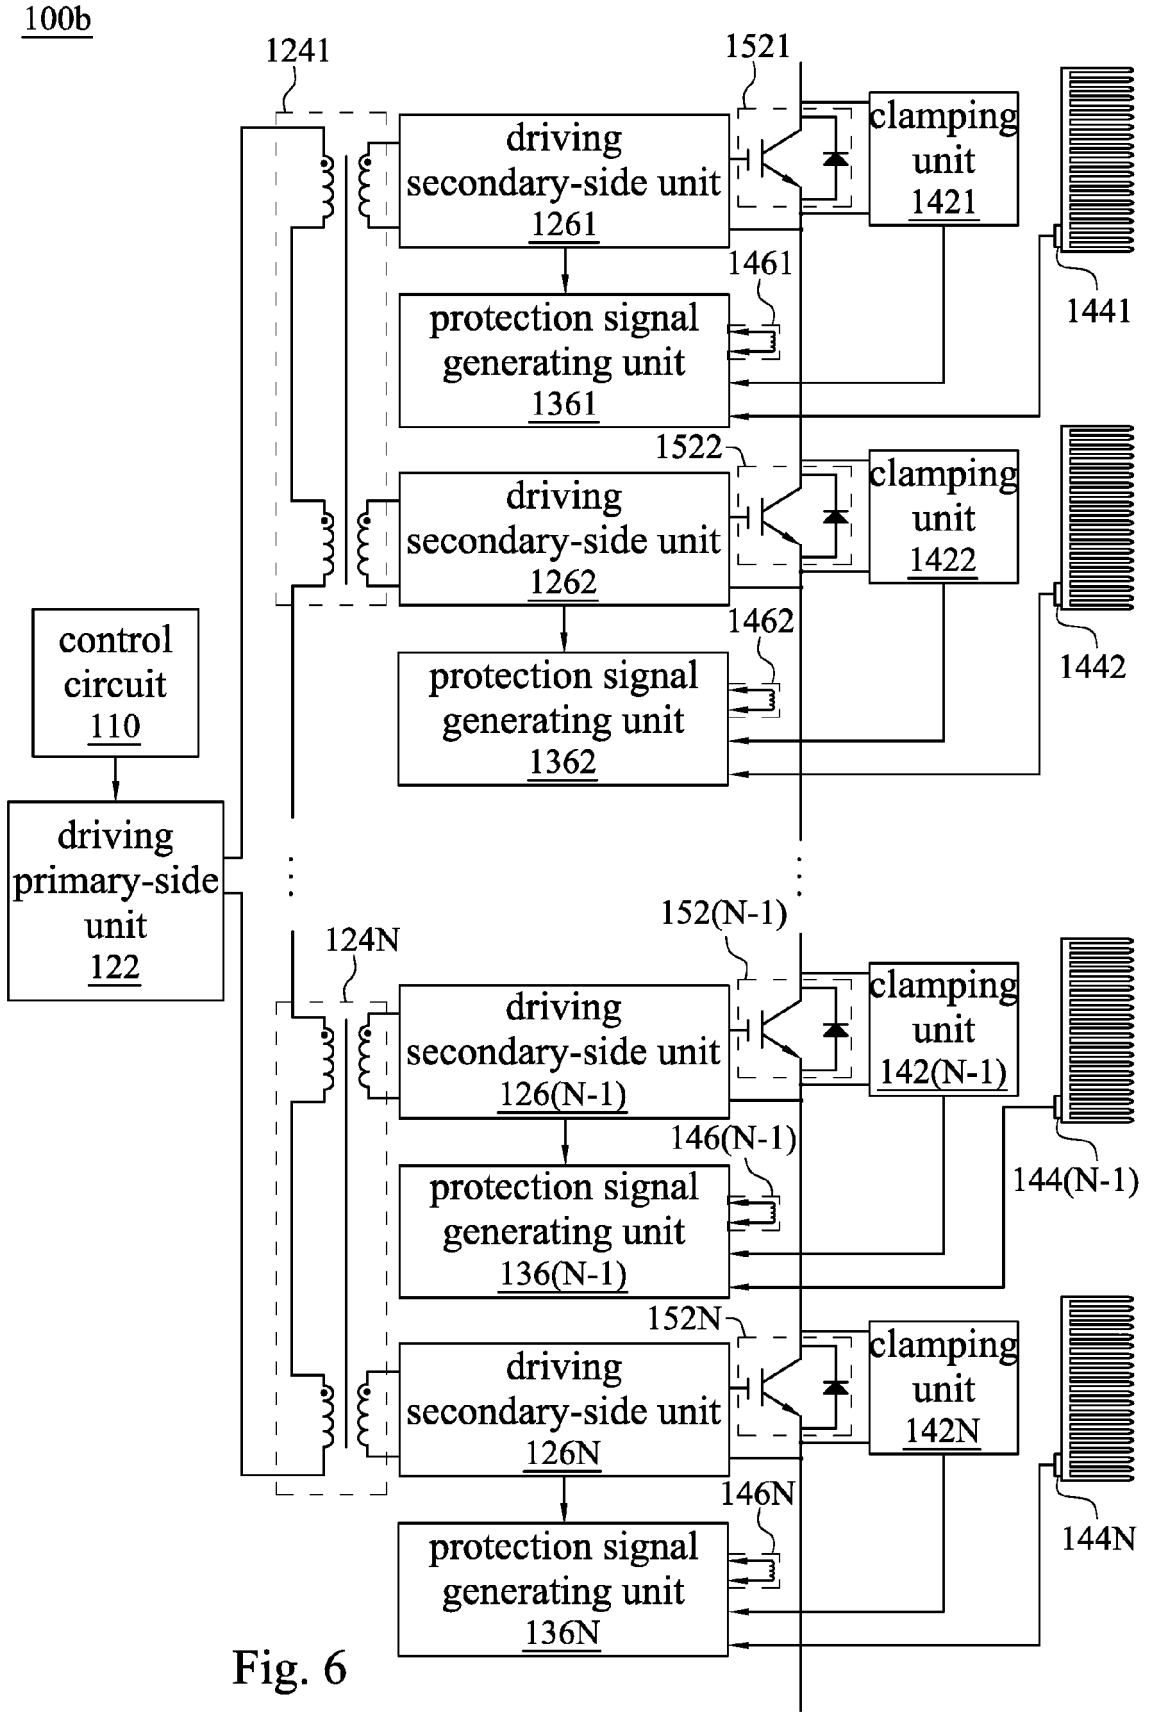 100b
1241
1521
driving
secondary-side unit
1261
clamping
unit
1421
1441
1461
protection signal
generating unit
1361
1522
driving
secondary-side unit
1262
clamping
unit
1422
1442
1462
protection signal
generating unit
1362
control
circuit
110
driving
primary-side
unit
122
124N
152(N-1)
driving
secondary-side unit
126(N-1)
clamping
unit
142(N-1)
144(N-1)
146(N-1)
protection signal
generating unit
136(N-1)
152N
driving
secondary-side unit
126N
clamping
unit
142N
144N
146N
protection signal
generating unit
136N
Fig. 6